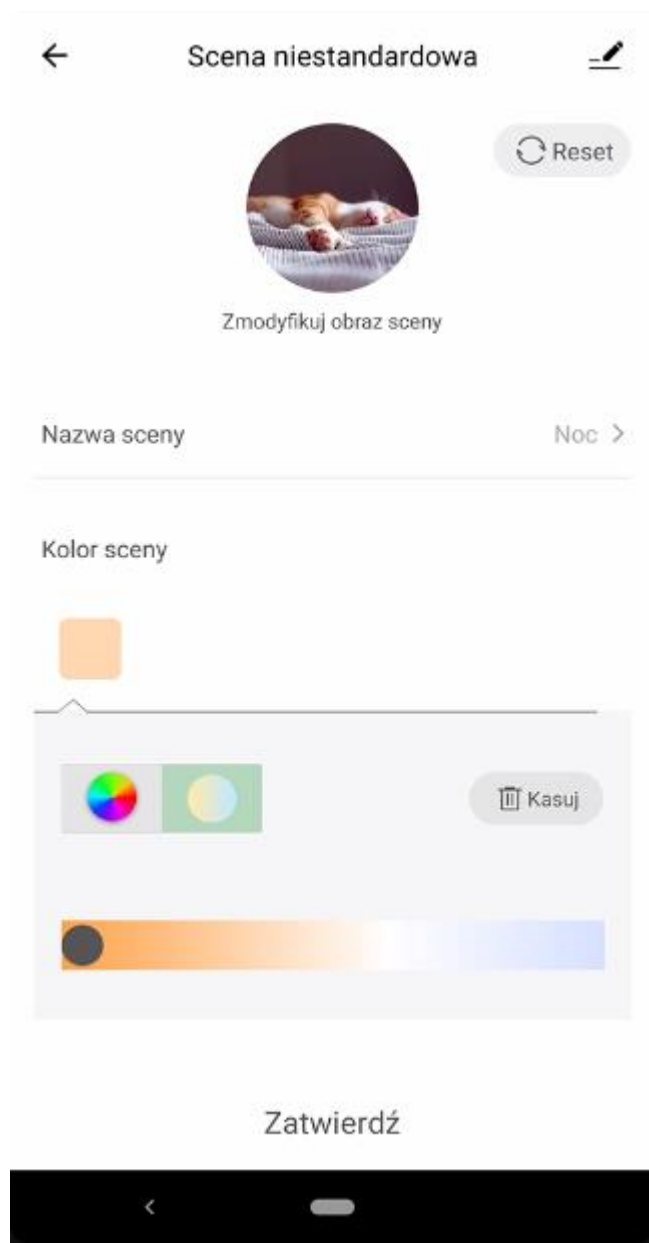 Scena niestandardowa
Reset
Zmodyfikuj obraz sceny
Nazwa sceny Noc
Kolor sceny
Kasuj
Zatwierdź